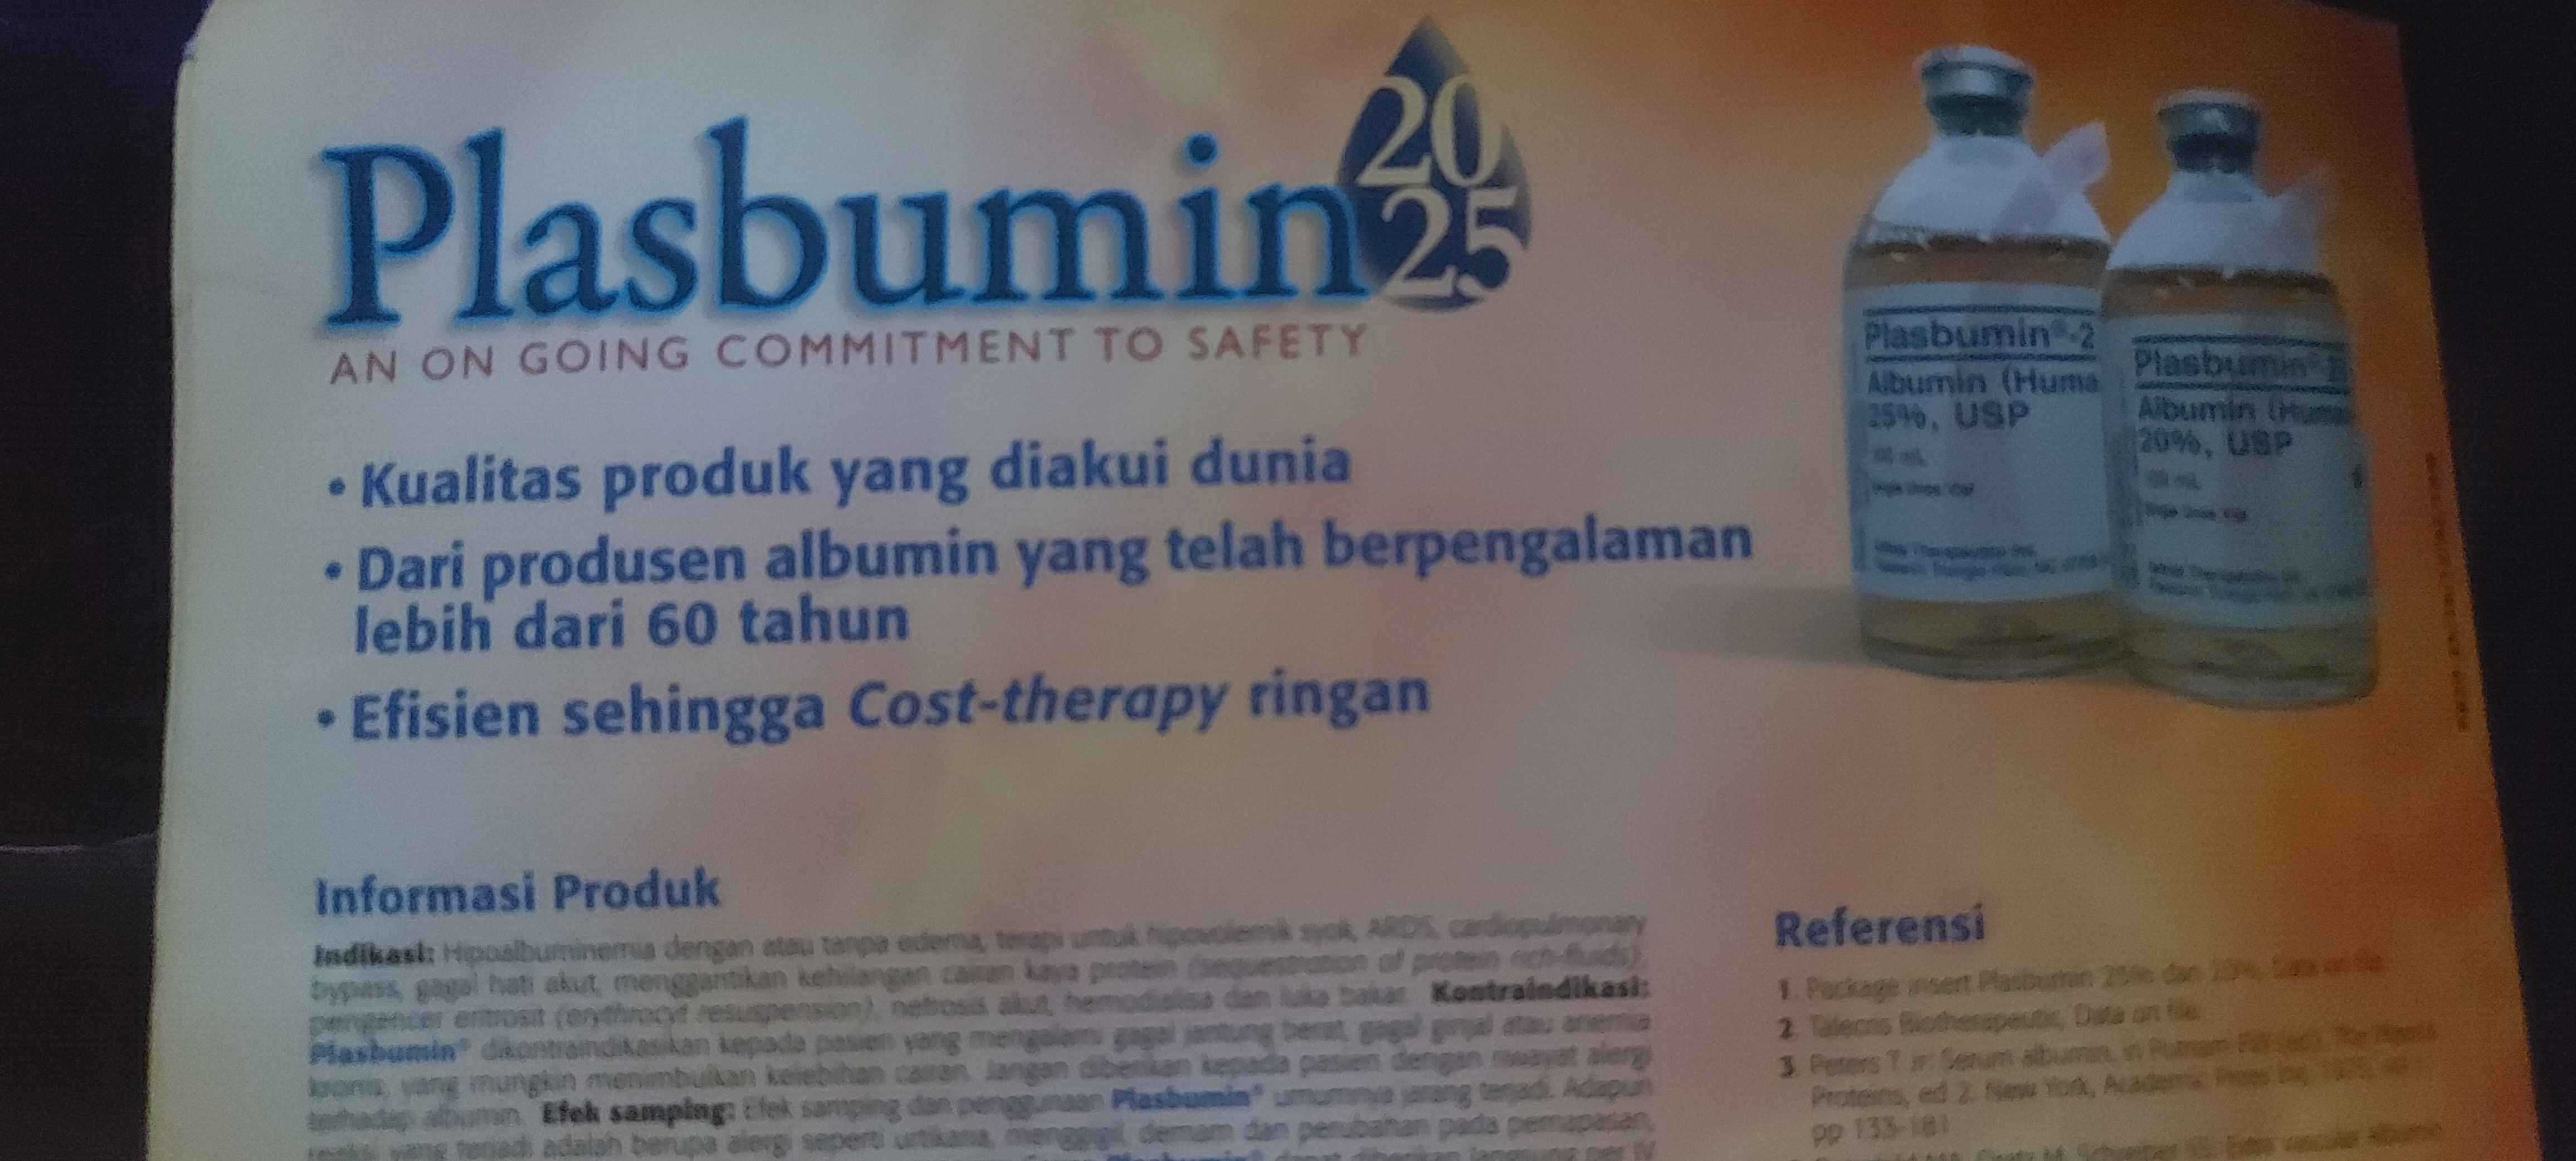 Plasbumin 20 25
AN ON GOING COMMITMENT TO SAFETY
• Kualitas produk yang diakui dunia
• Dari produsen albumin yang telah berpengalaman
lebih dari 60 tahun
• Efisien sehingga Cost-therapy ringan
Plasbumin®-2
Albumin (Huma
25%, USP
Plasbumin®-2
Albumin (Huma
20%, USP
Informasi Produk
Indikasi: Hipoalbuminemia dengan atau tanpa edema, terapi untuk hipovolemik syok, ARDS, cardiopulmonary
bypass, gagal hati akut, menggantikan kehilangan cairan kaya protein (sequestration of protein rich-fluids),
pengencer eritrosit (erythrocyt resuspension), nefrosis akut, hemodialisa dan luka bakar. Kontraindikasi:
Plasbumin® dikontraindikasikan kepada pasien yang mengalami gagal jantung berat, gagal ginjal atau anemia
kronis, yang mungkin menimbulkan kelebihan cairan. Jangan diberikan kepada pasien dengan riwayat alergi
terhadap albumin. Efek samping: Efek samping dari penggunaan Plasbumin® umumnya jarang terjadi. Adapun
yang terjadi adalah berupa alergi seperti urtikaria, menggigil, demam dan perubahan pada pernapasan,
Referensi
1. Package insert Plasbumin 25% dan 20%, Data on file
2. Talecris Biotherapeutic, Data on file
3. Peters T Jr: Serum albumin, in Putnam
Proteins, ed 2. New York, Academic Press Inc,
pp 133-181